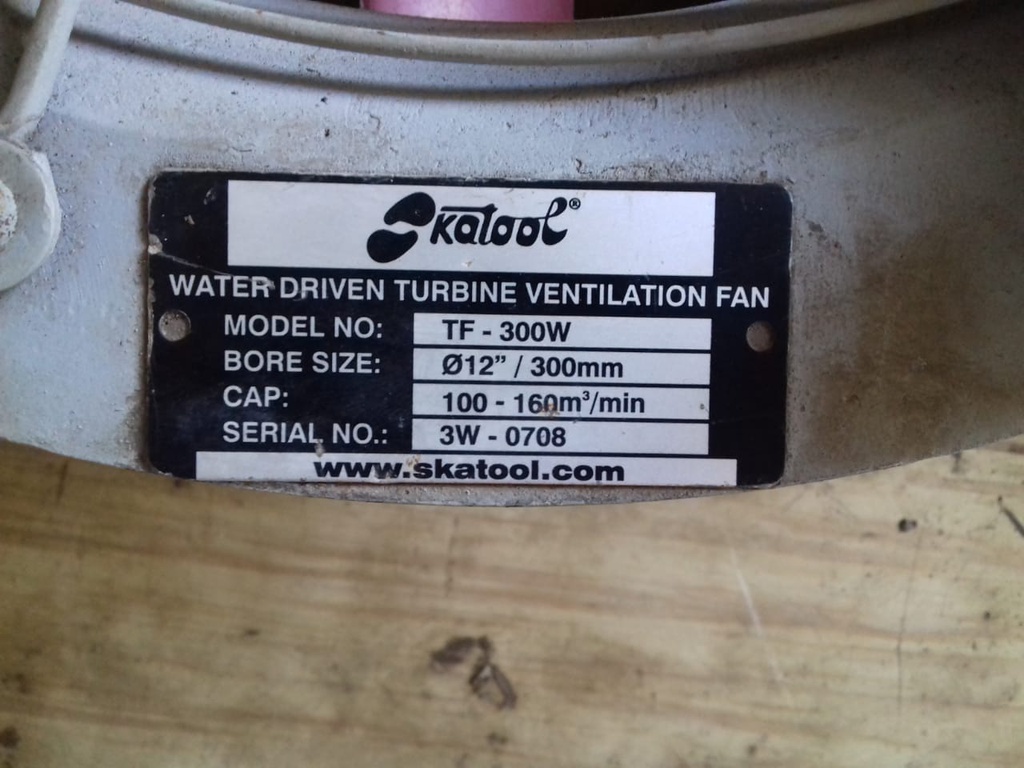 Skatool®
WATER DRIVEN TURBINE VENTILATION FAN
MODEL NO: TF - 300W
BORE SIZE: Ø12” / 300mm
CAP: 100 - 160m³/min
SERIAL NO.: 3W - 0708
www.skatool.com